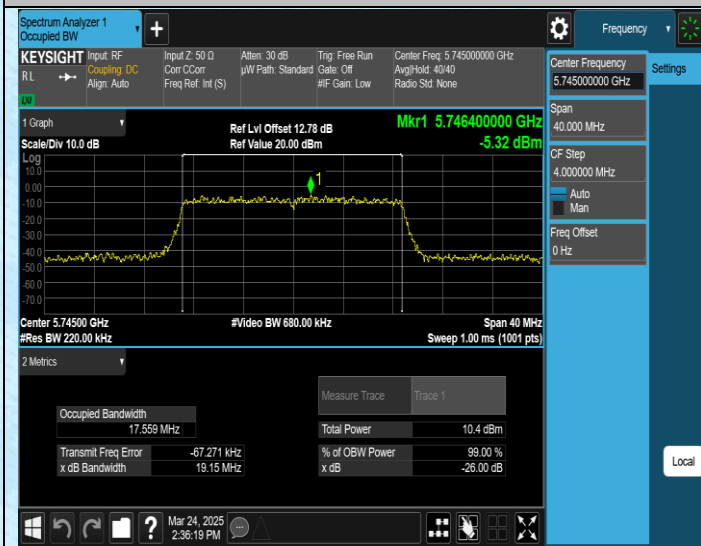 Spectrum Analyzer 1
Occupied BW
Frequency
KEYSIGHT
RL
Input: RF
Coupling: DC
Align: Auto
Input Z: 50 Ω
Corr CCorr
Freq Ref: Int (S)
Atten: 30 dB
µW Path: Standard
Trig: Free Run
Gate: Off
#IF Gain: Low
Center Freq: 5.745000000 GHz
Avg|Hold: 40/40
Radio Std: None
LXI
Center Frequency
5.745000000 GHz
Settings
Span
40.000 MHz
CF Step
4.000000 MHz
Auto
Man
Freq Offset
0 Hz
Local
1 Graph
Scale/Div 10.0 dB
Ref Lvl Offset 12.78 dB
Ref Value 20.00 dBm
Mkr1 5.746400000 GHz
-5.32 dBm
Log
10.0
0.00
-10.0
-20.0
-30.0
-40.0
-50.0
-60.0
-70.0
1
Center 5.74500 GHz
#Video BW 680.00 kHz
Span 40 MHz
#Res BW 220.00 kHz
Sweep 1.00 ms (1001 pts)
2 Metrics
Measure Trace
Trace 1
Occupied Bandwidth
17.559 MHz
Total Power
10.4 dBm
Transmit Freq Error
-67.271 kHz
% of OBW Power
99.00 %
x dB Bandwidth
19.15 MHz
x dB
-26.00 dB
Mar 24, 2025
2:36:19 PM